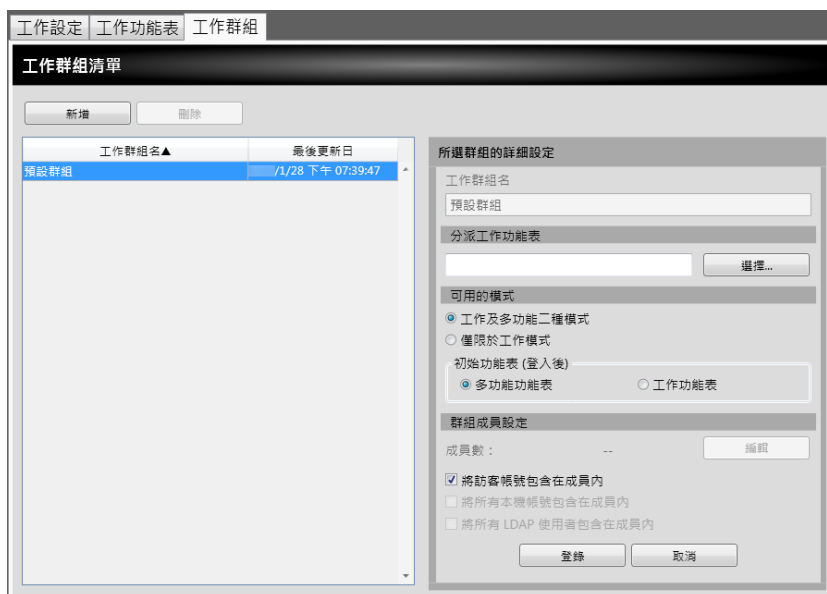 工作設定 工作功能表 工作群組
工作群組清單
新增 刪除
工作群組名▲ 最後更新日
預設群組 /1/28 下午 07:39:47
所選群組的詳細設定
工作群組名
預設群組
分派工作功能表
選擇...
可用的模式
工作及多功能二種模式
僅限於工作模式
初始功能表 (登入後)
多功能功能表 工作功能表
群組成員設定
成員數： -- 編輯
將訪客帳號包含在成員內
將所有本機帳號包含在成員內
將所有 LDAP 使用者包含在成員內
登錄 取消